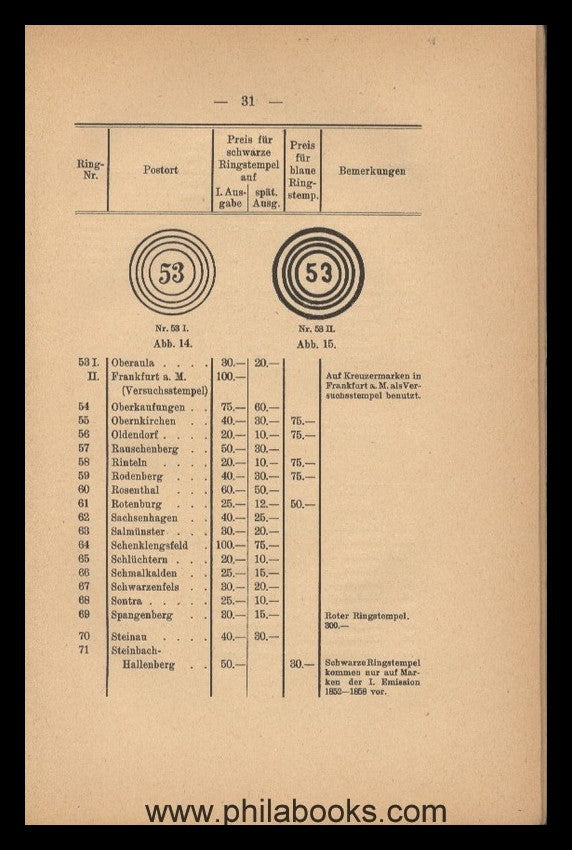 — 31 —
Ring-Nr. | Postort | Preis für schwarze Ringstempel auf I. Ausgabe | spät. Ausg. | Preis für blaue Ringstemp. | Bemerkungen
53 53
Nr. 53 I. Nr. 53 II.
Abb. 14. Abb. 15.
53 I. Oberaula . . . . 30.— 20.—
II. Frankfurt a. M. 100.— Auf Kreuzermarken in
(Versuchsstempel) Frankfurt a. M. als Ver-
suchsstempel benutzt.
54 Oberkaufungen . . 75.— 60.—
55 Obernkirchen . . 40.— 30.— 75.—
56 Oldendorf . . . . 20.— 10.— 75.—
57 Rauschenberg . . 50.— 30.—
58 Rinteln . . . . 20.— 10.— 75.—
59 Rodenberg . . . 40.— 30.— 75.—
60 Rosenthal . . . 60.— 50.—
61 Rotenburg . . . 25.— 12.— 50.—
62 Sachsenhagen . . 40.— 25.—
63 Salmünster . . . 30.— 20.—
64 Schenklengsfeld . 100.— 75.—
65 Schlüchtern . . . 20.— 10.—
66 Schmalkalden . . 25.— 15.—
67 Schwarzenfels . . 30.— 20.—
68 Sontra . . . . . 25.— 10.—
69 Spangenberg . . 30.— 15.— Roter Ringstempel.
300.—
70 Steinau . . . . 40.— 30.—
71 Steinbach-
Hallenberg . . 50.— 30.— Schwarze Ringstempel
kommen nur auf Mar-
ken der I. Emission
1852—1858 vor.
www.philabooks.com